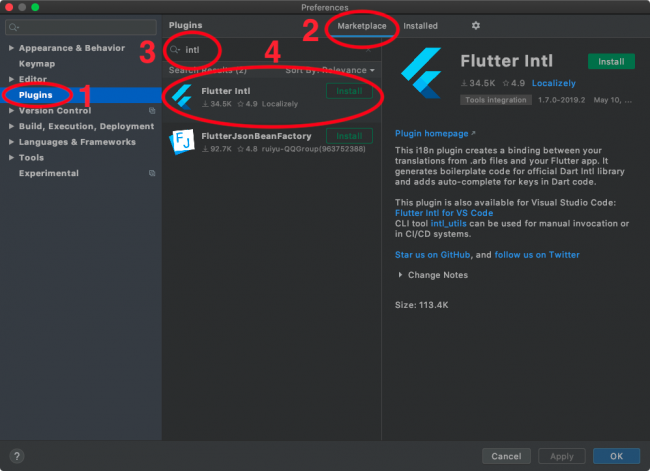 Preferences
Plugins
2
Marketplace
Installed
Appearance & Behavior
Keymap
Editor
Plugins
1
Version Control
Build, Execution, Deployment
Languages & Frameworks
Tools
Experimental
3
intl
4
Search Results (2)
Sort by: Relevance
Flutter Intl
Install
34.5K 4.9 Localizely
FJ
FlutterJsonBeanFactory
Install
92.7K 4.8 ruiyu-QQGroup(963752388)
Flutter Intl
Install
34.5K 4.9 Localizely
Tools integration 1.7.0-2019.2 May 10, ...
Plugin homepage
This i18n plugin creates a binding between your
translations from .arb files and your Flutter app. It
generates boilerplate code for official Dart Intl library
and adds auto-complete for keys in Dart code.
This plugin is also available for Visual Studio Code:
Flutter Intl for VS Code
CLI tool intl_utils can be used for manual invocation or
in CI/CD systems.
Star us on GitHub, and follow us on Twitter
Change Notes
Size: 113.4K
?
Cancel
Apply
OK